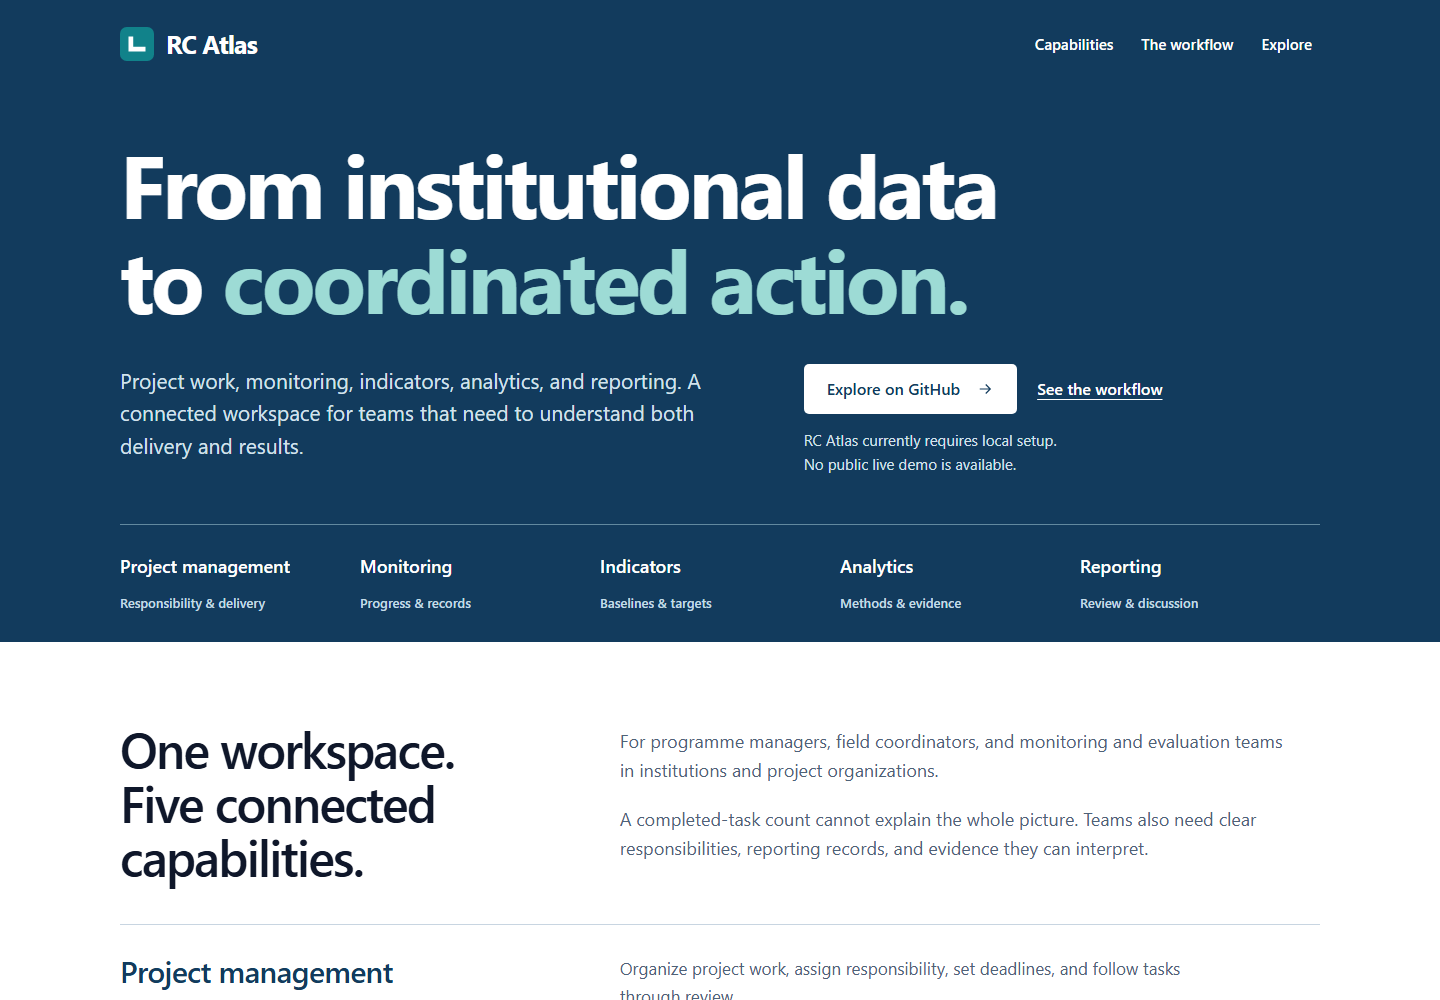 RC Atlas
Capabilities
The workflow
Explore
From institutional data
to coordinated action.
Project work, monitoring, indicators, analytics, and reporting. A
connected workspace for teams that need to understand both
delivery and results.
Explore on GitHub →
See the workflow
RC Atlas currently requires local setup.
No public live demo is available.
Project management
Responsibility & delivery
Monitoring
Progress & records
Indicators
Baselines & targets
Analytics
Methods & evidence
Reporting
Review & discussion
One workspace.
Five connected
capabilities.
For programme managers, field coordinators, and monitoring and evaluation teams
in institutions and project organizations.
A completed-task count cannot explain the whole picture. Teams also need clear
responsibilities, reporting records, and evidence they can interpret.
Project management
Organize project work, assign responsibility, set deadlines, and follow tasks
through review.